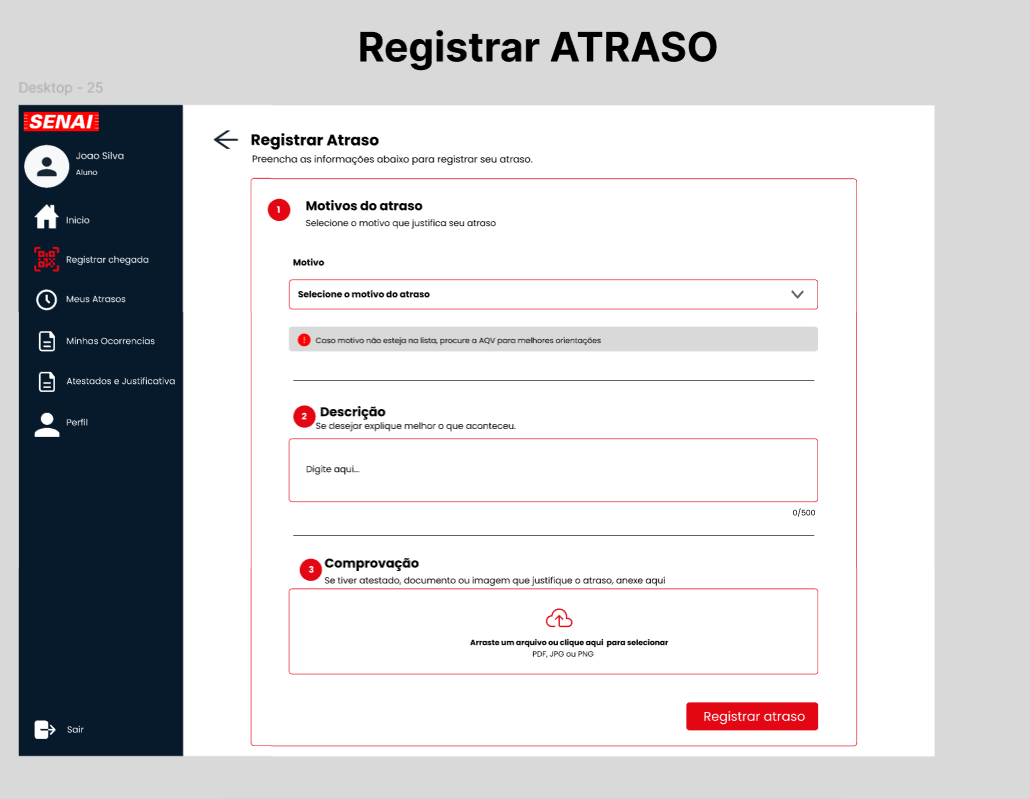 Registrar ATRASO
Desktop - 25
SENAI
Joao Silva
Aluno
Inicio
Registrar chegada
Meus Atrasos
Minhas Ocorrencias
Atestados e Justificativa
Perfil
Sair
Registrar Atraso
Preencha as informações abaixo para registrar seu atraso.
1
Motivos do atraso
Selecione o motivo que justifica seu atraso
Motivo
Selecione o motivo do atraso
! Caso motivo não esteja na lista, procure a AQV para melhores orientações
2
Descrição
Se desejar explique melhor o que aconteceu.
Digite aqui...
0/500
3
Comprovação
Se tiver atestado, documento ou imagem que justifique o atraso, anexe aqui
Arraste um arquivo ou clique aqui para selecionar
PDF, JPG ou PNG
Registrar atraso